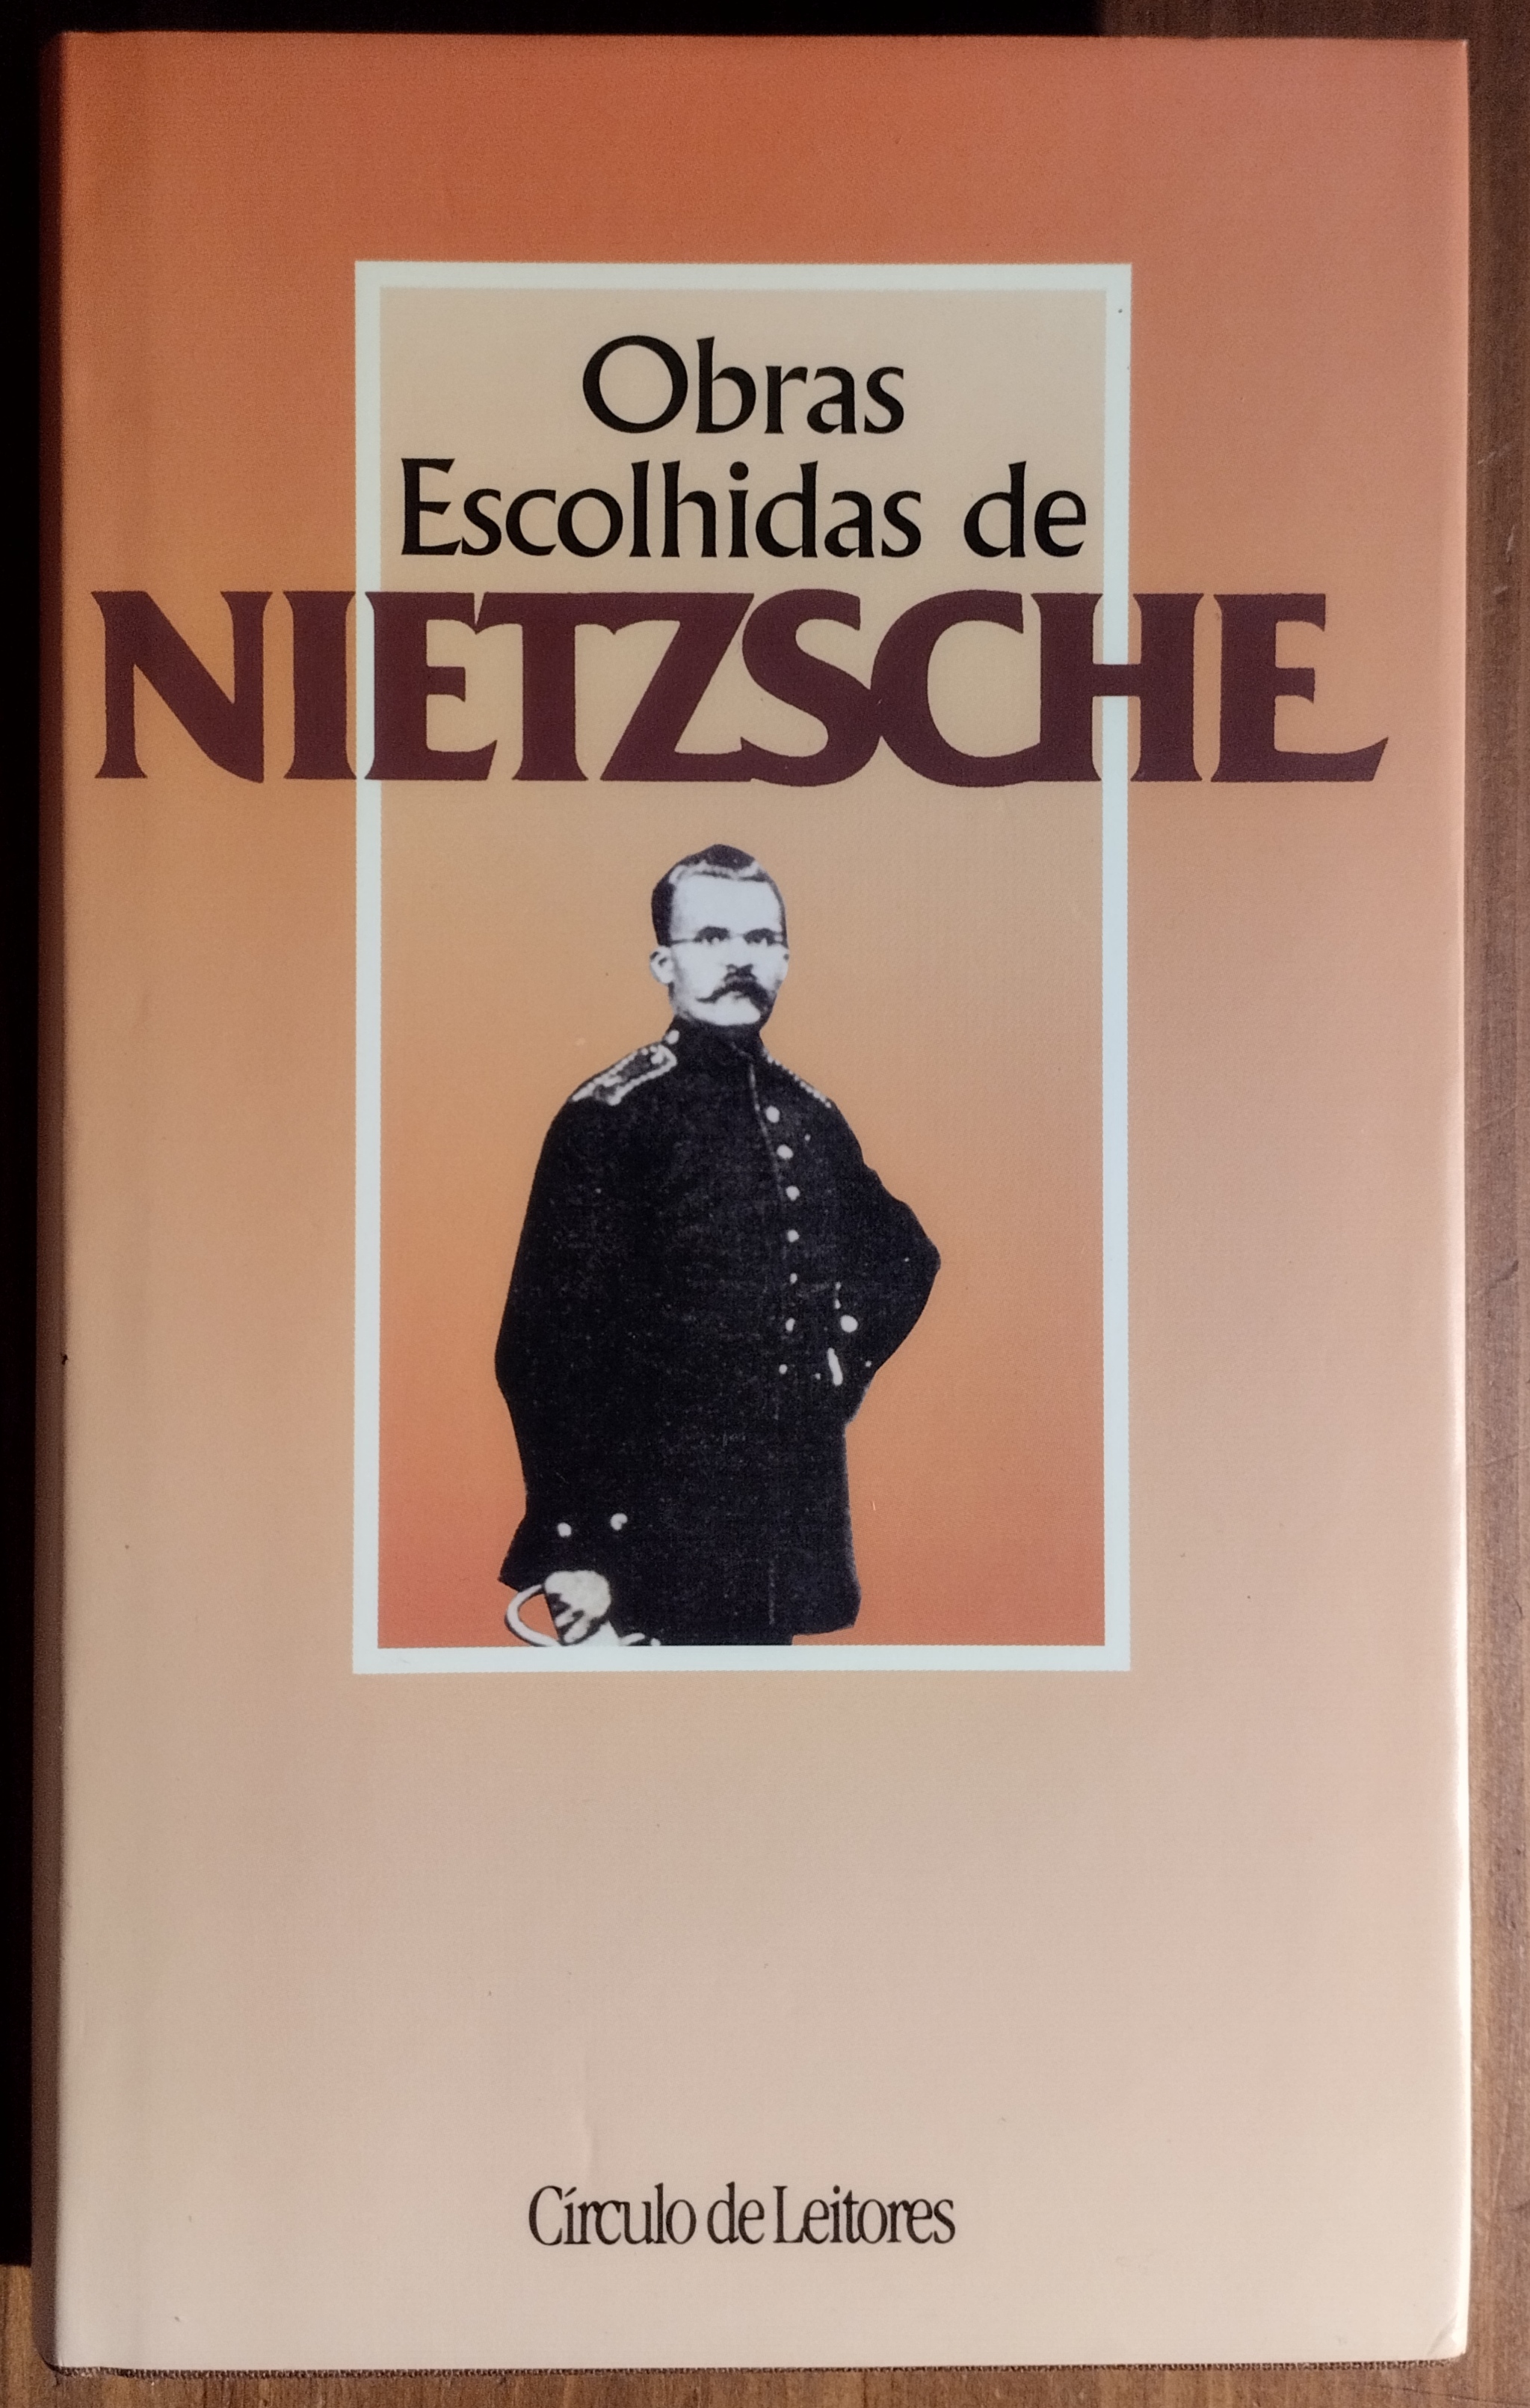 Obras
Escolhidas de
NIETZSCHE
Círculo de Leitores